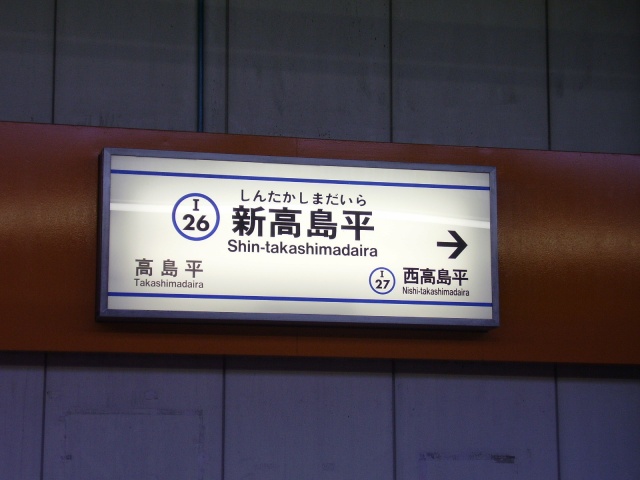 しんたかしまだいら
I
26
新高島平
Shin-takashimadaira
→
高島平
Takashimadaira
I
27
西高島平
Nishi-takashimadaira